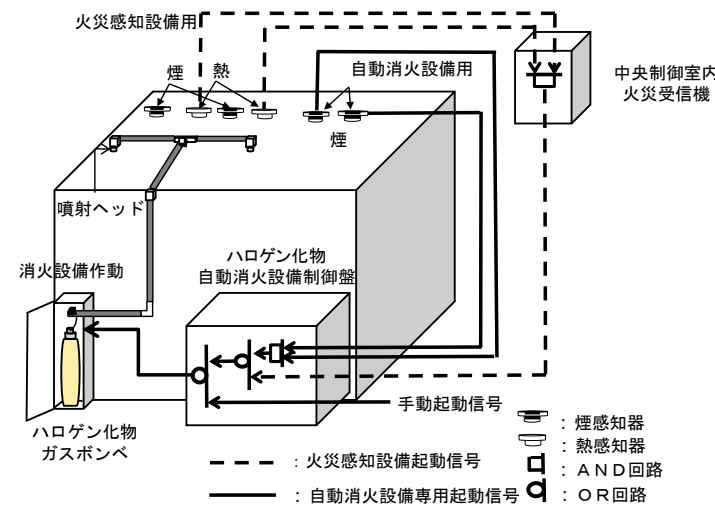 火災感知設備用
煙
熱
自動消火設備用
中央制御室内
火災受信機
煙
噴射ヘッド
消火設備作動
ハロゲン化物
自動消火設備制御盤
手動起動信号
ハロゲン化物
ガスボンベ
：煙感知器
：熱感知器
：ＡＮＤ回路
：ＯＲ回路
：火災感知設備起動信号
：自動消火設備専用起動信号